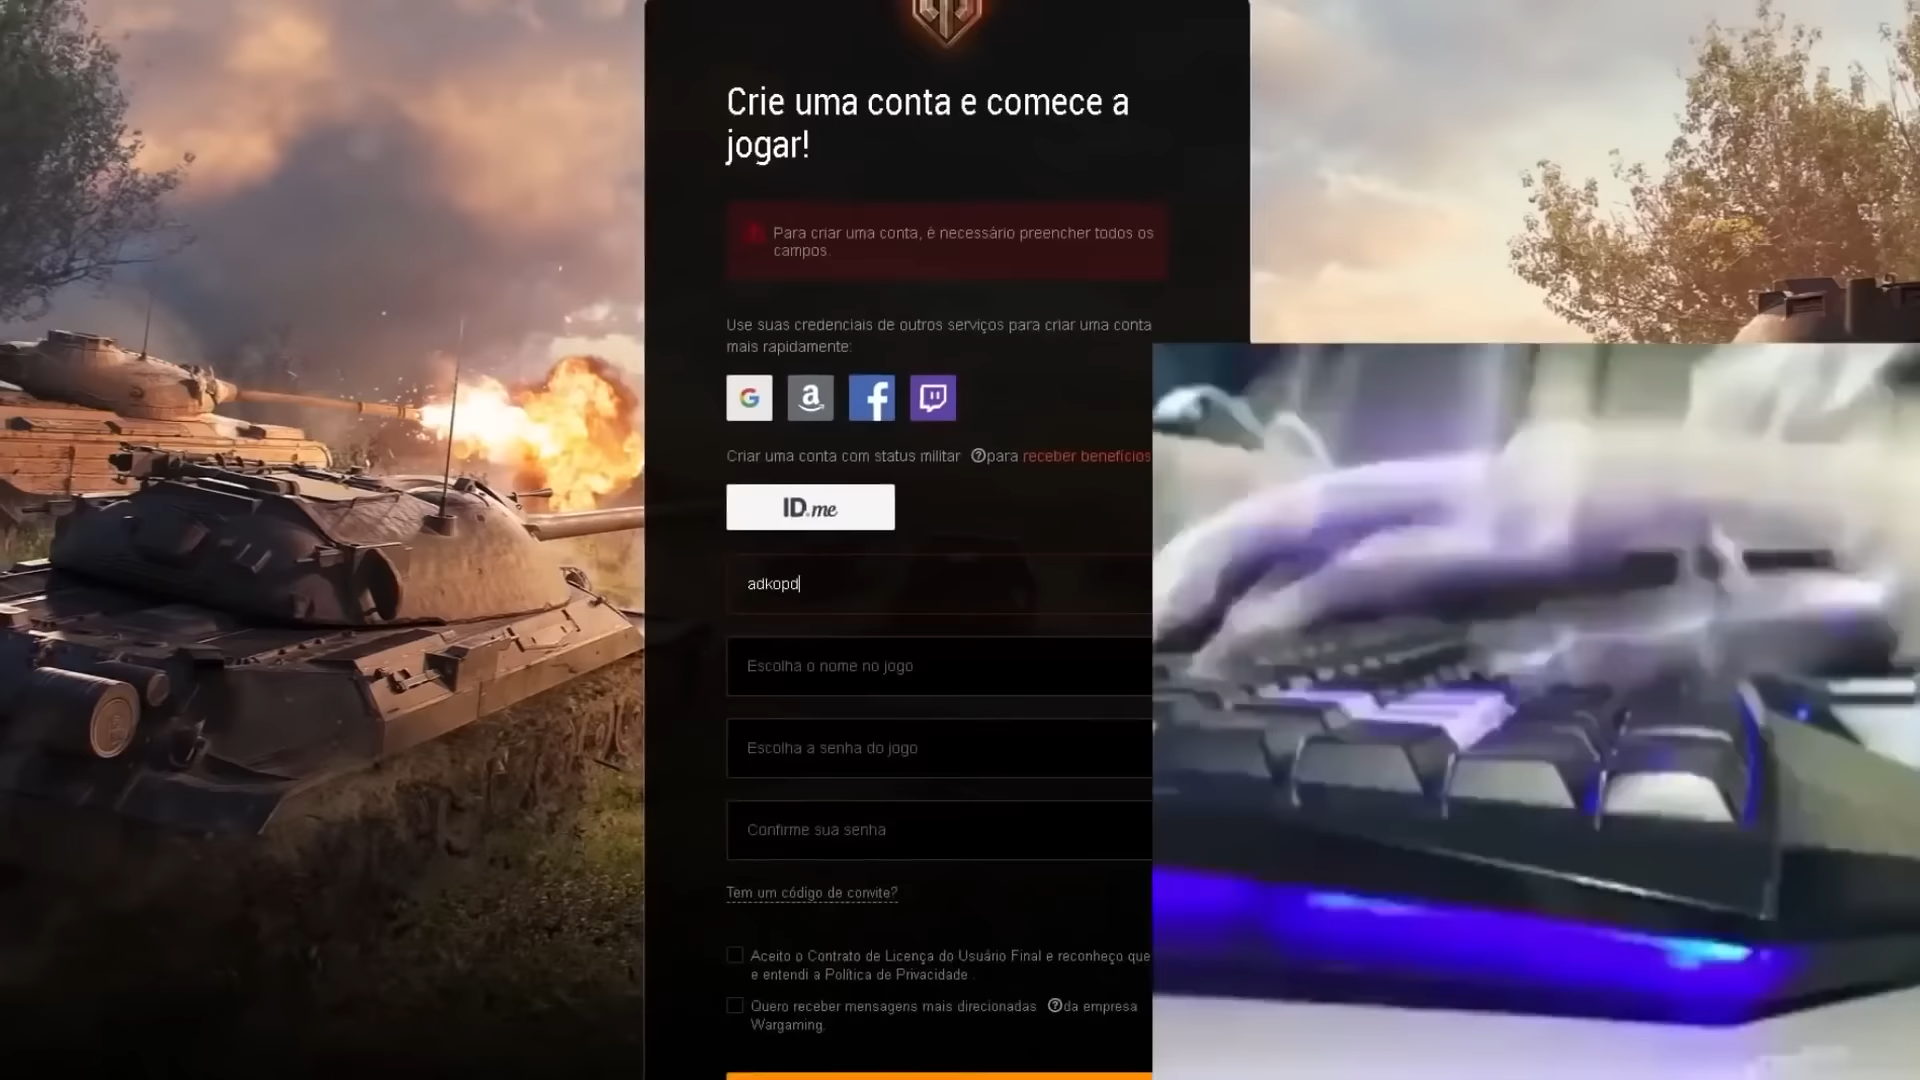 Crie uma conta e comece a
jogar!
Para criar uma conta, é necessário preencher todos os
campos.
Use suas credenciais de outros serviços para criar uma conta
mais rapidamente:
Criar uma conta com status militar ? para receber benefícios
ID.me
adkopd
Escolha o nome no jogo
Escolha a senha do jogo
Confirme sua senha
Tem um código de convite?
Aceito o Contrato de Licença do Usuário Final e reconheço que
e entendi a Política de Privacidade .
Quero receber mensagens mais direcionadas ? da empresa
Wargaming.